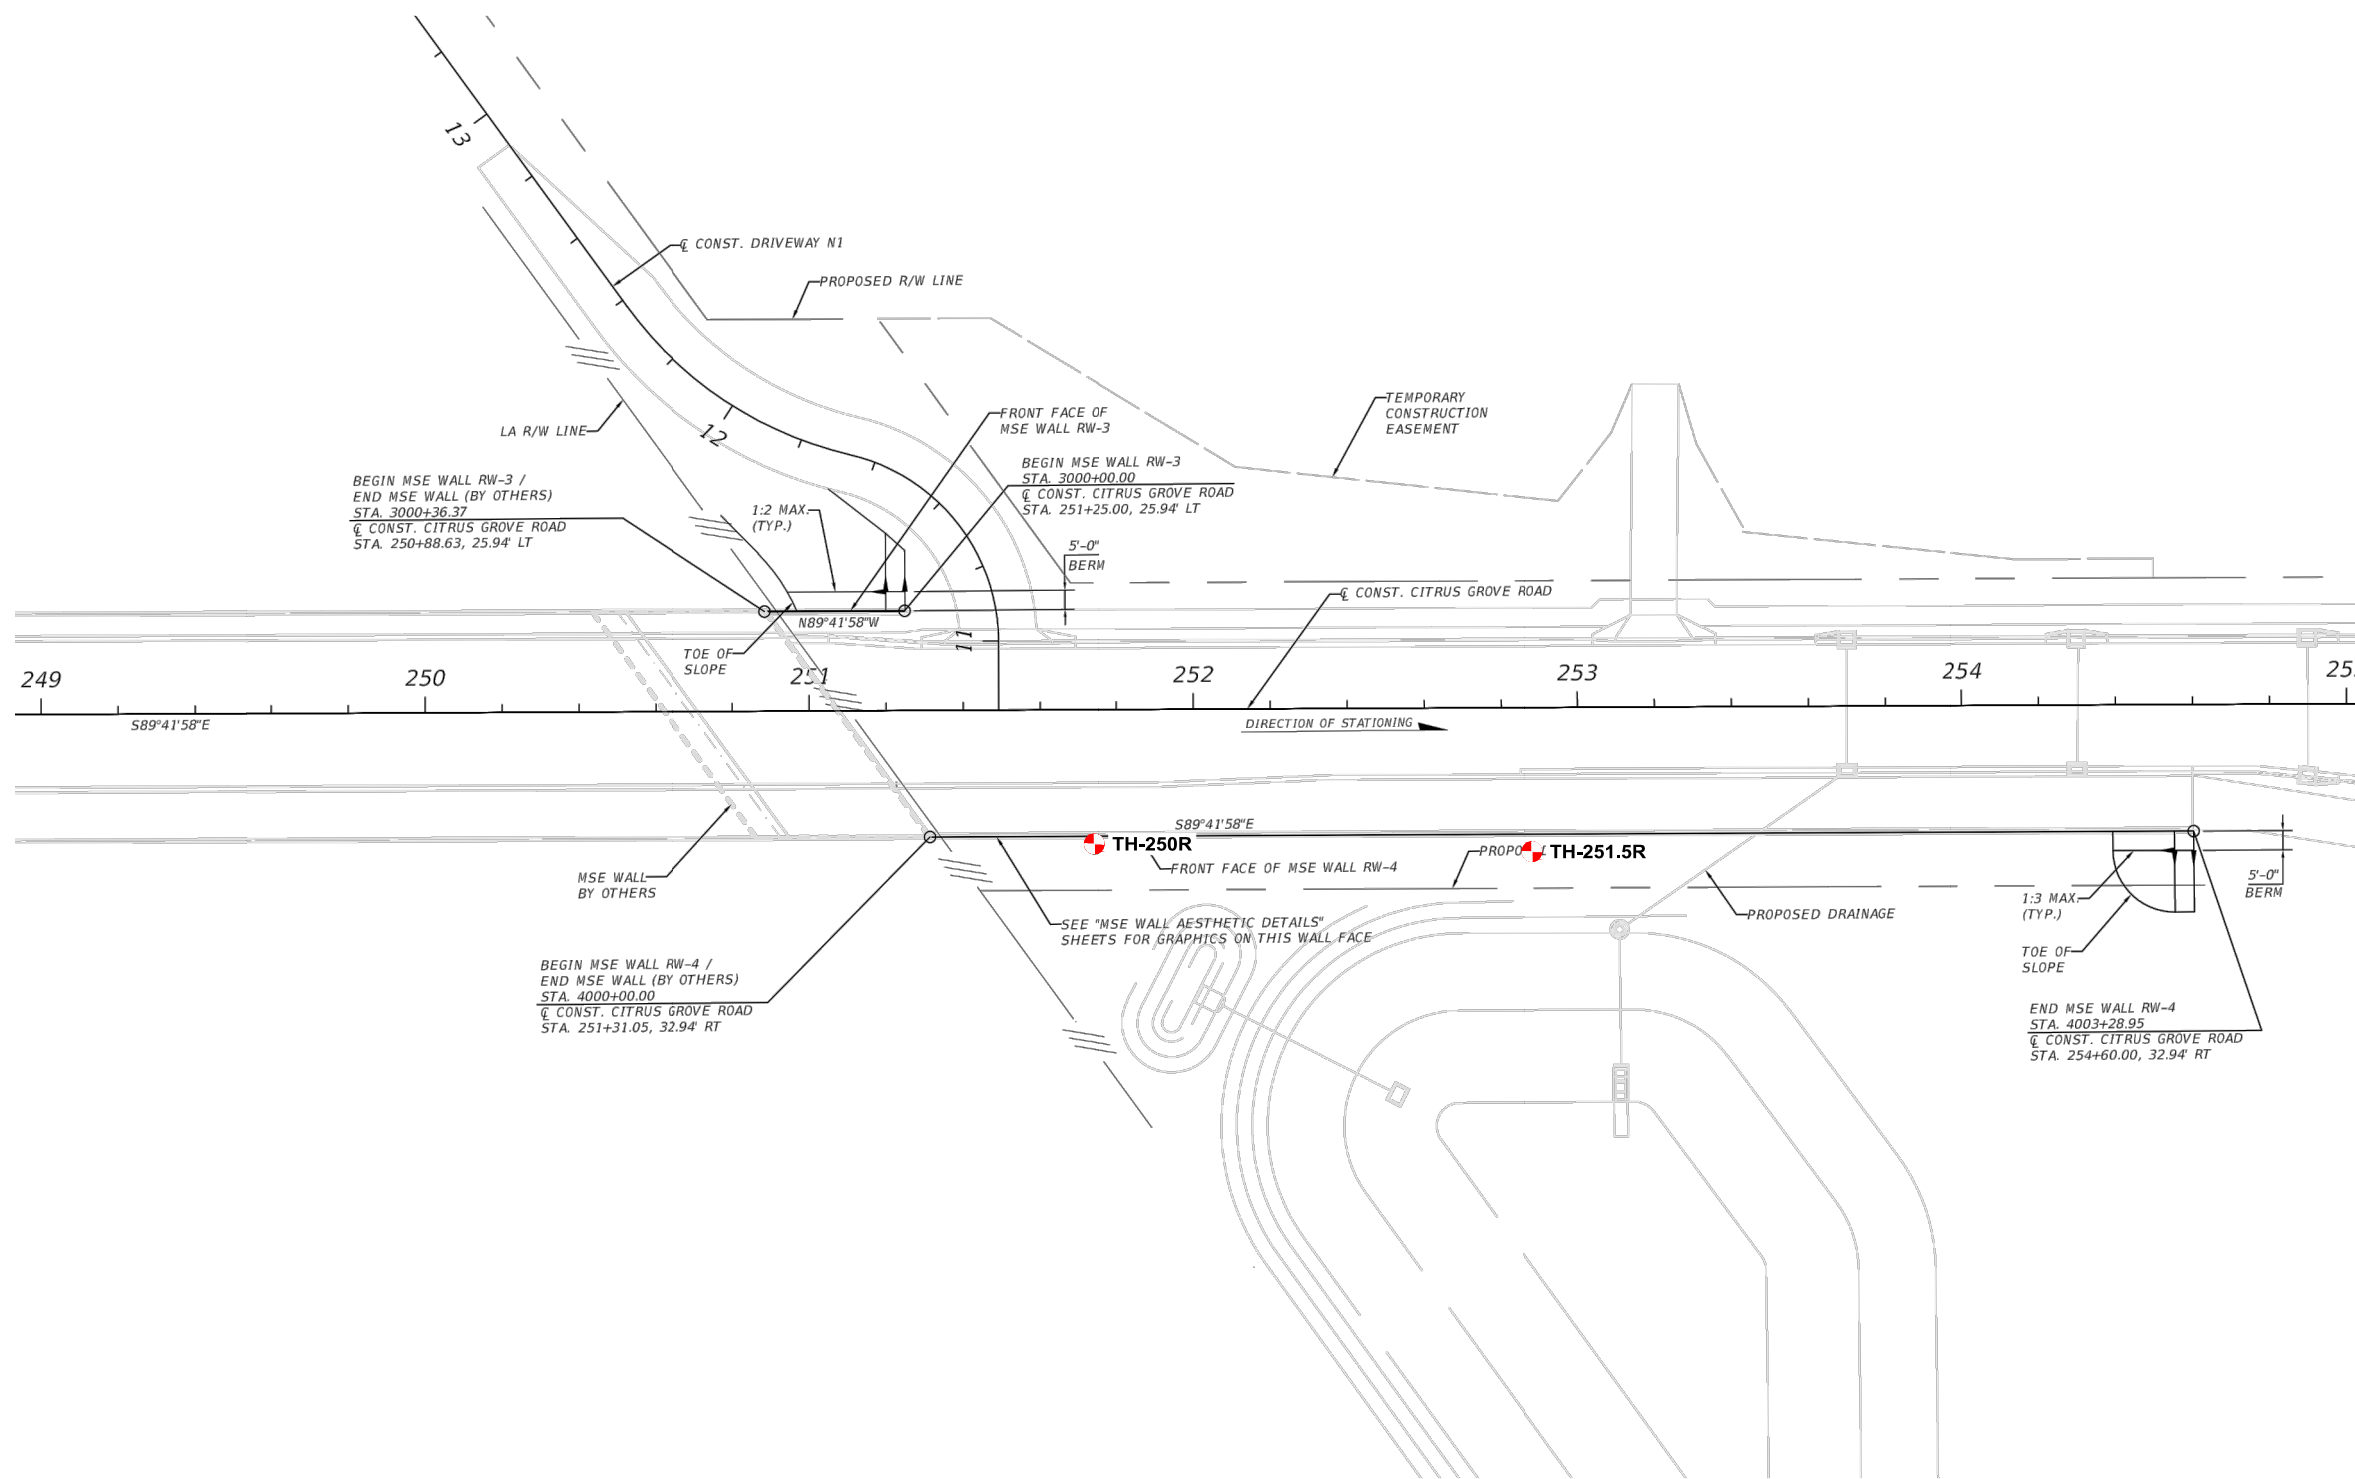 13
℄ CONST. DRIVEWAY N1
PROPOSED R/W LINE
TEMPORARY
CONSTRUCTION
EASEMENT
LA R/W LINE
12
FRONT FACE OF
MSE WALL RW-3
BEGIN MSE WALL RW-3 /
END MSE WALL (BY OTHERS)
STA. 3000+36.37
℄ CONST. CITRUS GROVE ROAD
STA. 250+88.63, 25.94' LT
BEGIN MSE WALL RW-3
STA. 3000+00.00
℄ CONST. CITRUS GROVE ROAD
STA. 251+25.00, 25.94' LT
1:2 MAX.
(TYP.)
5'-0"
BERM
℄ CONST. CITRUS GROVE ROAD
N89°41'58"W
11
TOE OF
SLOPE
249
250
251
252
253
254
S89°41'58"E
DIRECTION OF STATIONING
S89°41'58"E
TH-250R
TH-251.5R
FRONT FACE OF MSE WALL RW-4
MSE WALL
BY OTHERS
SEE "MSE WALL AESTHETIC DETAILS"
SHEETS FOR GRAPHICS ON THIS WALL FACE
PROPOSED DRAINAGE
1:3 MAX.
(TYP.)
5'-0"
BERM
TOE OF
SLOPE
BEGIN MSE WALL RW-4 /
END MSE WALL (BY OTHERS)
STA. 4000+00.00
℄ CONST. CITRUS GROVE ROAD
STA. 251+31.05, 32.94' RT
END MSE WALL RW-4
STA. 4003+28.95
℄ CONST. CITRUS GROVE ROAD
STA. 254+60.00, 32.94' RT